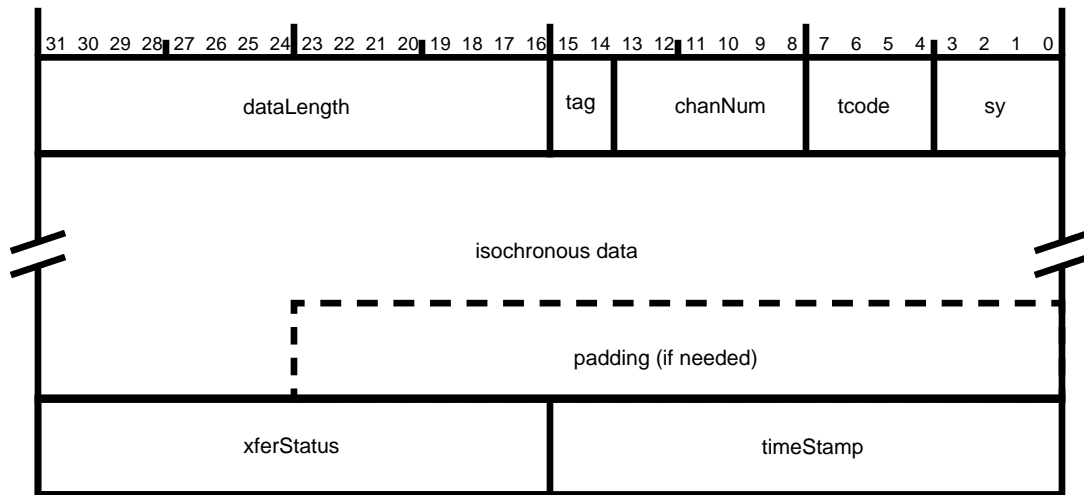 31 30 29 28 27 26 25 24 23 22 21 20 19 18 17 16 15 14 13 12 11 10 9 8 7 6 5 4 3 2 1 0
dataLength tag chanNum tcode sy
isochronous data
padding (if needed)
xferStatus timeStamp